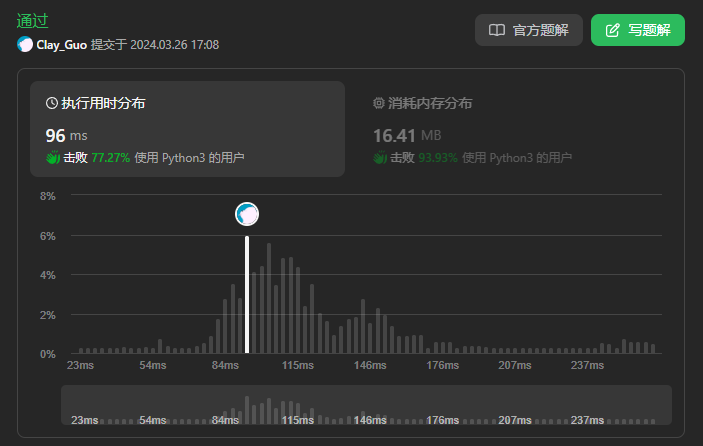 通过
Clay_Guo 提交于 2024.03.26 17:08
官方题解
写题解
执行用时分布
96 ms
击败 77.27% 使用 Python3 的用户
消耗内存分布
16.41 MB
击败 93.93% 使用 Python3 的用户
8%
6%
4%
2%
0%
23ms 54ms 84ms 115ms 146ms 176ms 207ms 237ms
23ms 54ms 84ms 115ms 146ms 176ms 207ms 237ms